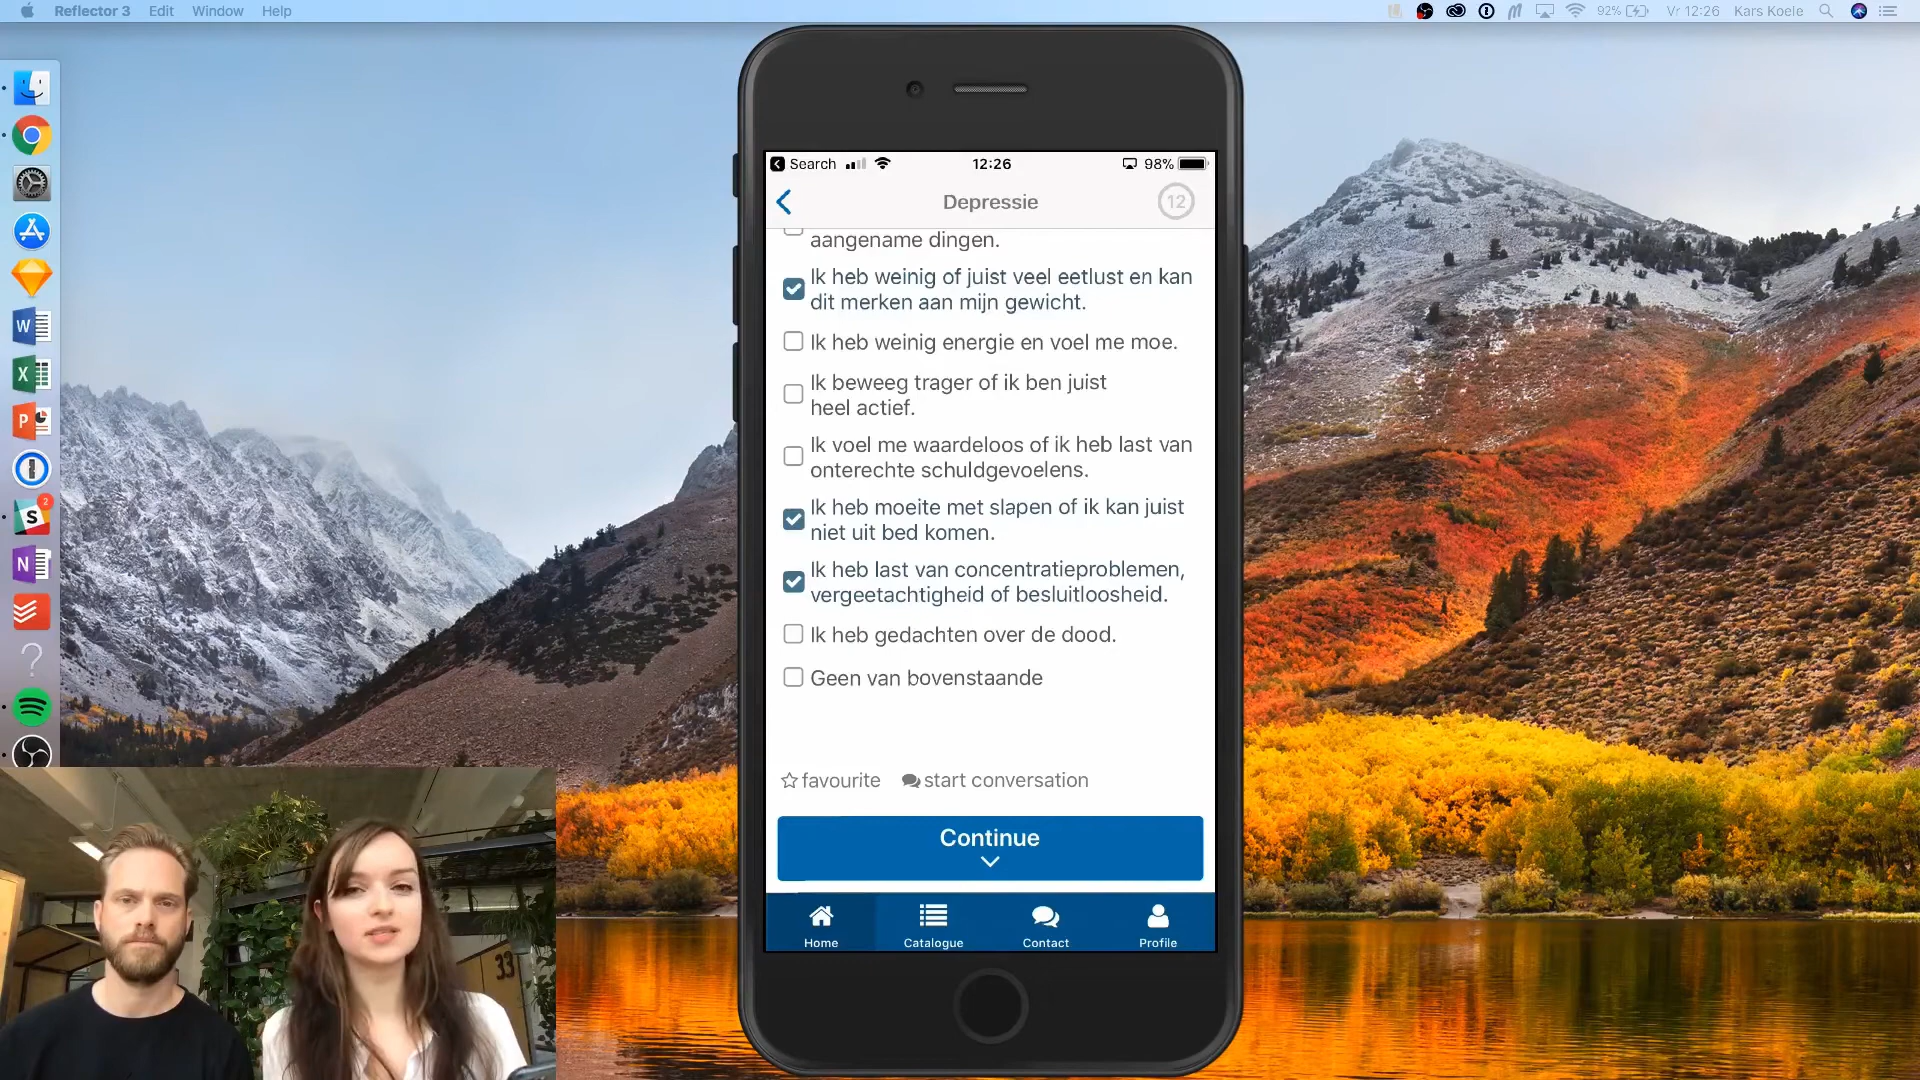 Reflector 3 Edit Window Help
92% Vr 12:26 Kars Koele
Search 12:26 98%
Depressie 12
aangename dingen.
Ik heb weinig of juist veel eetlust en kan
dit merken aan mijn gewicht.
Ik heb weinig energie en voel me moe.
Ik beweeg trager of ik ben juist
heel actief.
Ik voel me waardeloos of ik heb last van
onterechte schuldgevoelens.
Ik heb moeite met slapen of ik kan juist
niet uit bed komen.
Ik heb last van concentratieproblemen,
vergeetachtigheid of besluitloosheid.
Ik heb gedachten over de dood.
Geen van bovenstaande
favourite start conversation
Continue
Home Catalogue Contact Profile
W
X
P
S 2
N
33